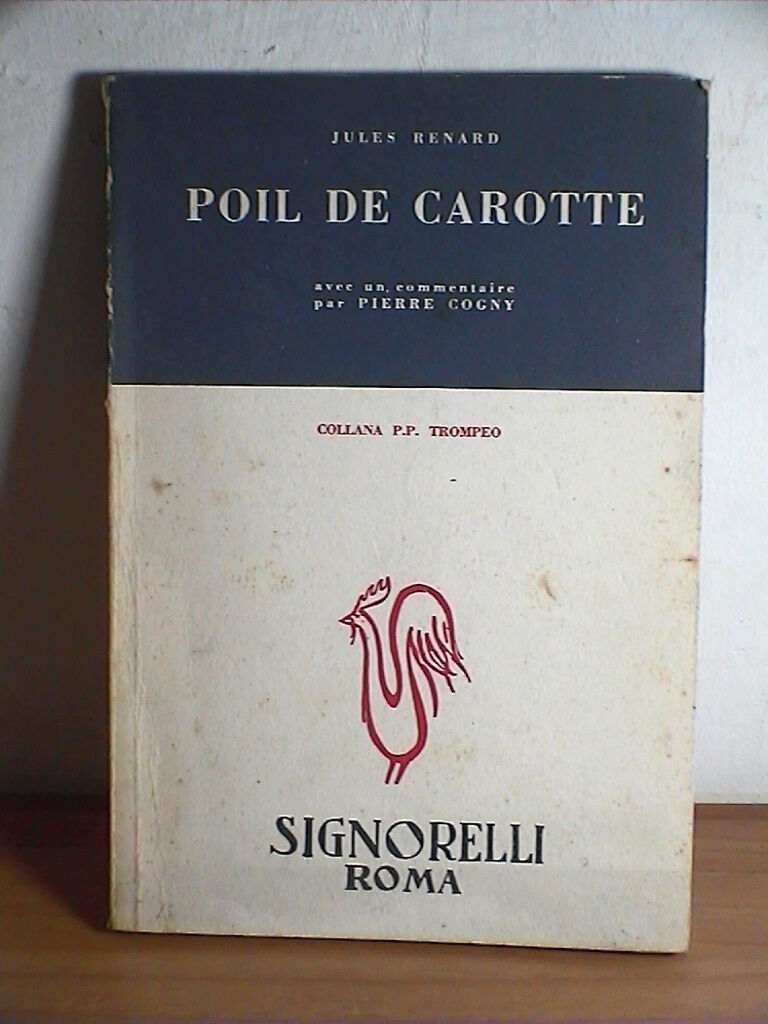 JULES RENARD
POIL DE CAROTTE
avec un commentaire
par PIERRE COGNY
COLLANA P.P. TROMPEO
SIGNORELLI
ROMA